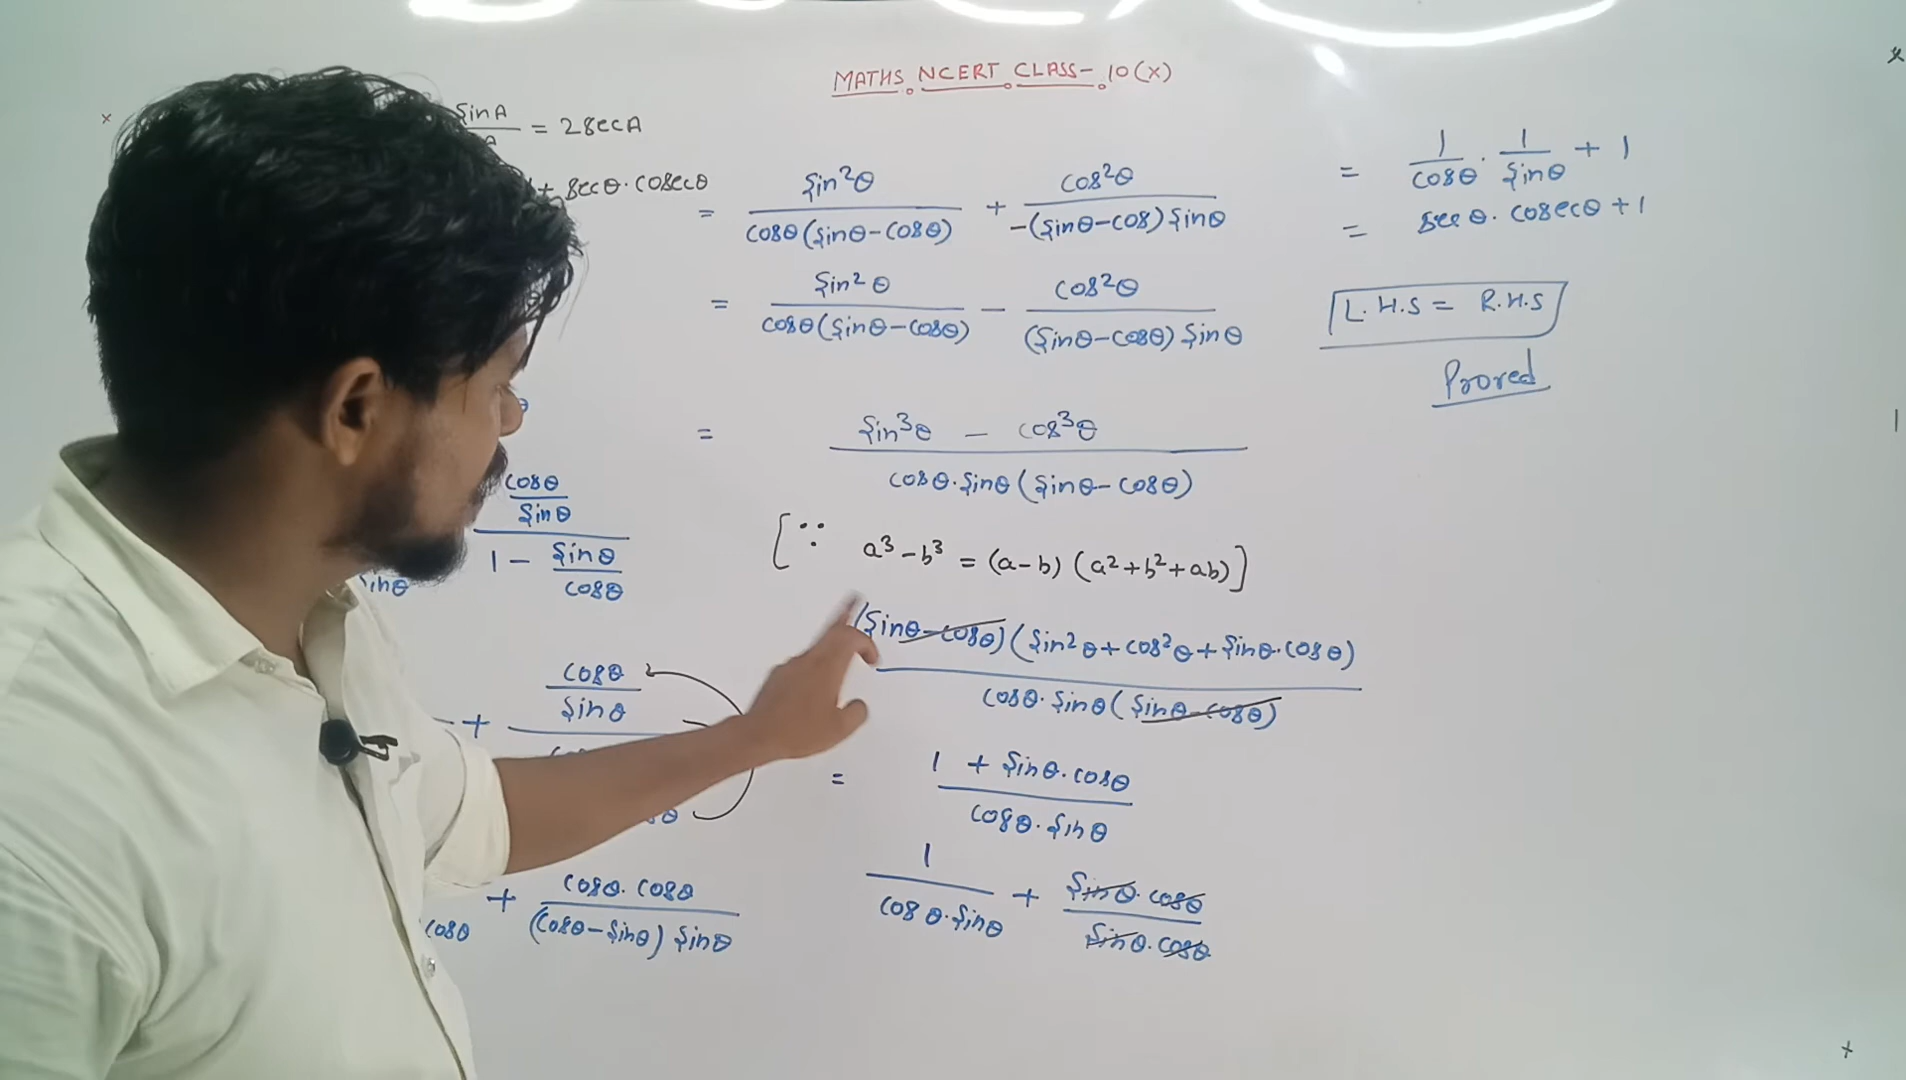 MATHS NCERT CLASS- 10(X)
SinA
A = 2secA
+ secθ.cosecθ
cosθ
sinθ
1 - sinθ
cosθ
sinθ
cosθ
sinθ
+
+ cosθ.cosθ
cosθ (cosθ-sinθ) sinθ
= sin²θ + cos²θ
cosθ(sinθ-cosθ) -(sinθ-cos)sinθ
= sin²θ - cos²θ
cosθ(sinθ-cosθ) (sinθ-cosθ)sinθ
= sin³θ - cos³θ
cosθ.sinθ(sinθ-cosθ)
[∵ a³-b³ = (a-b)(a²+b²+ab)]
(sinθ-cosθ)(sin²θ+cos²θ+sinθ.cosθ)
cosθ.sinθ(sinθ-cosθ)
= 1 + sinθ.cosθ
cosθ.sinθ
1 + sinθ.cosθ
cosθ.sinθ sinθ.cosθ
= 1 . 1 + 1
cosθ sinθ
= secθ.cosecθ+1
L.H.S = R.H.S
Proved